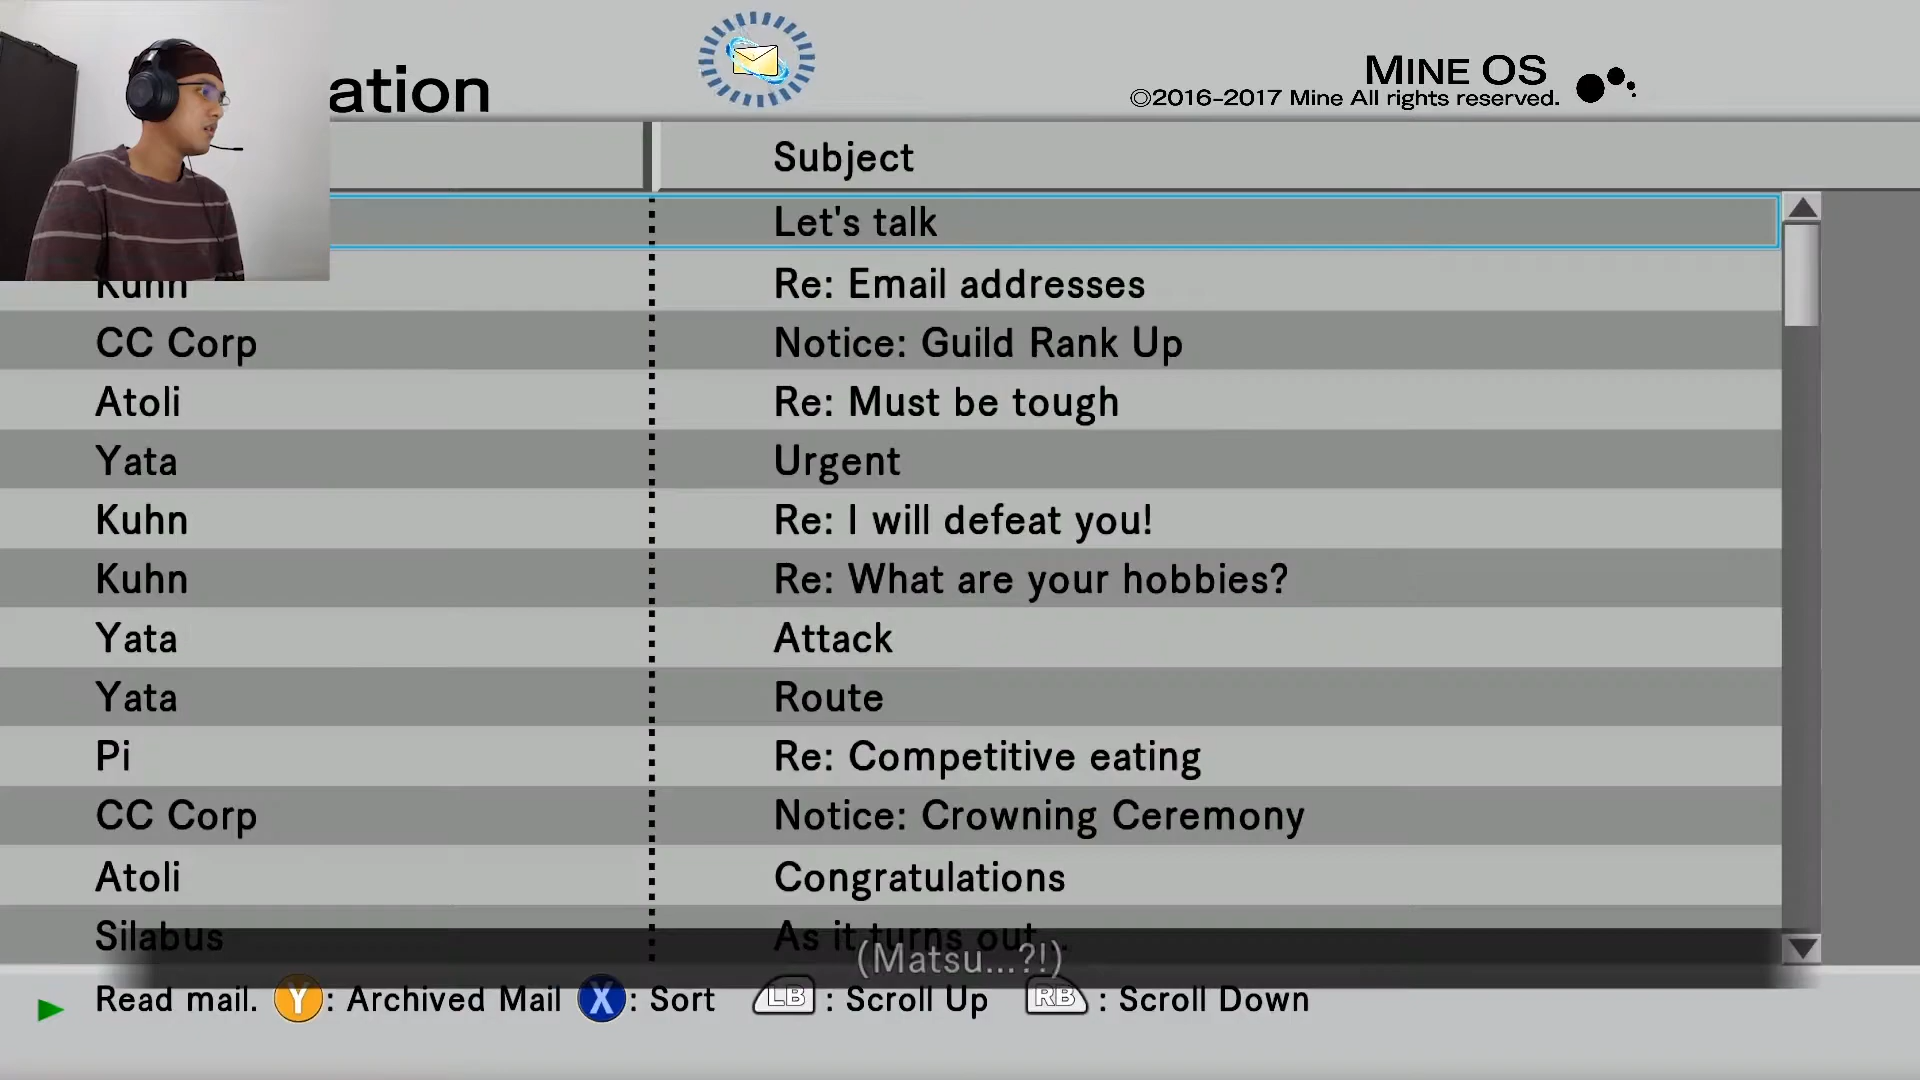 ation
MINE OS
©2016-2017 Mine All rights reserved.
Subject
Let's talk
Kuhn Re: Email addresses
CC Corp Notice: Guild Rank Up
Atoli Re: Must be tough
Yata Urgent
Kuhn Re: I will defeat you!
Kuhn Re: What are your hobbies?
Yata Attack
Yata Route
Pi Re: Competitive eating
CC Corp Notice: Crowning Ceremony
Atoli Congratulations
Silabus As it turns out...
(Matsu...?!)
Read mail. Y: Archived Mail X: Sort LB: Scroll Up RB: Scroll Down